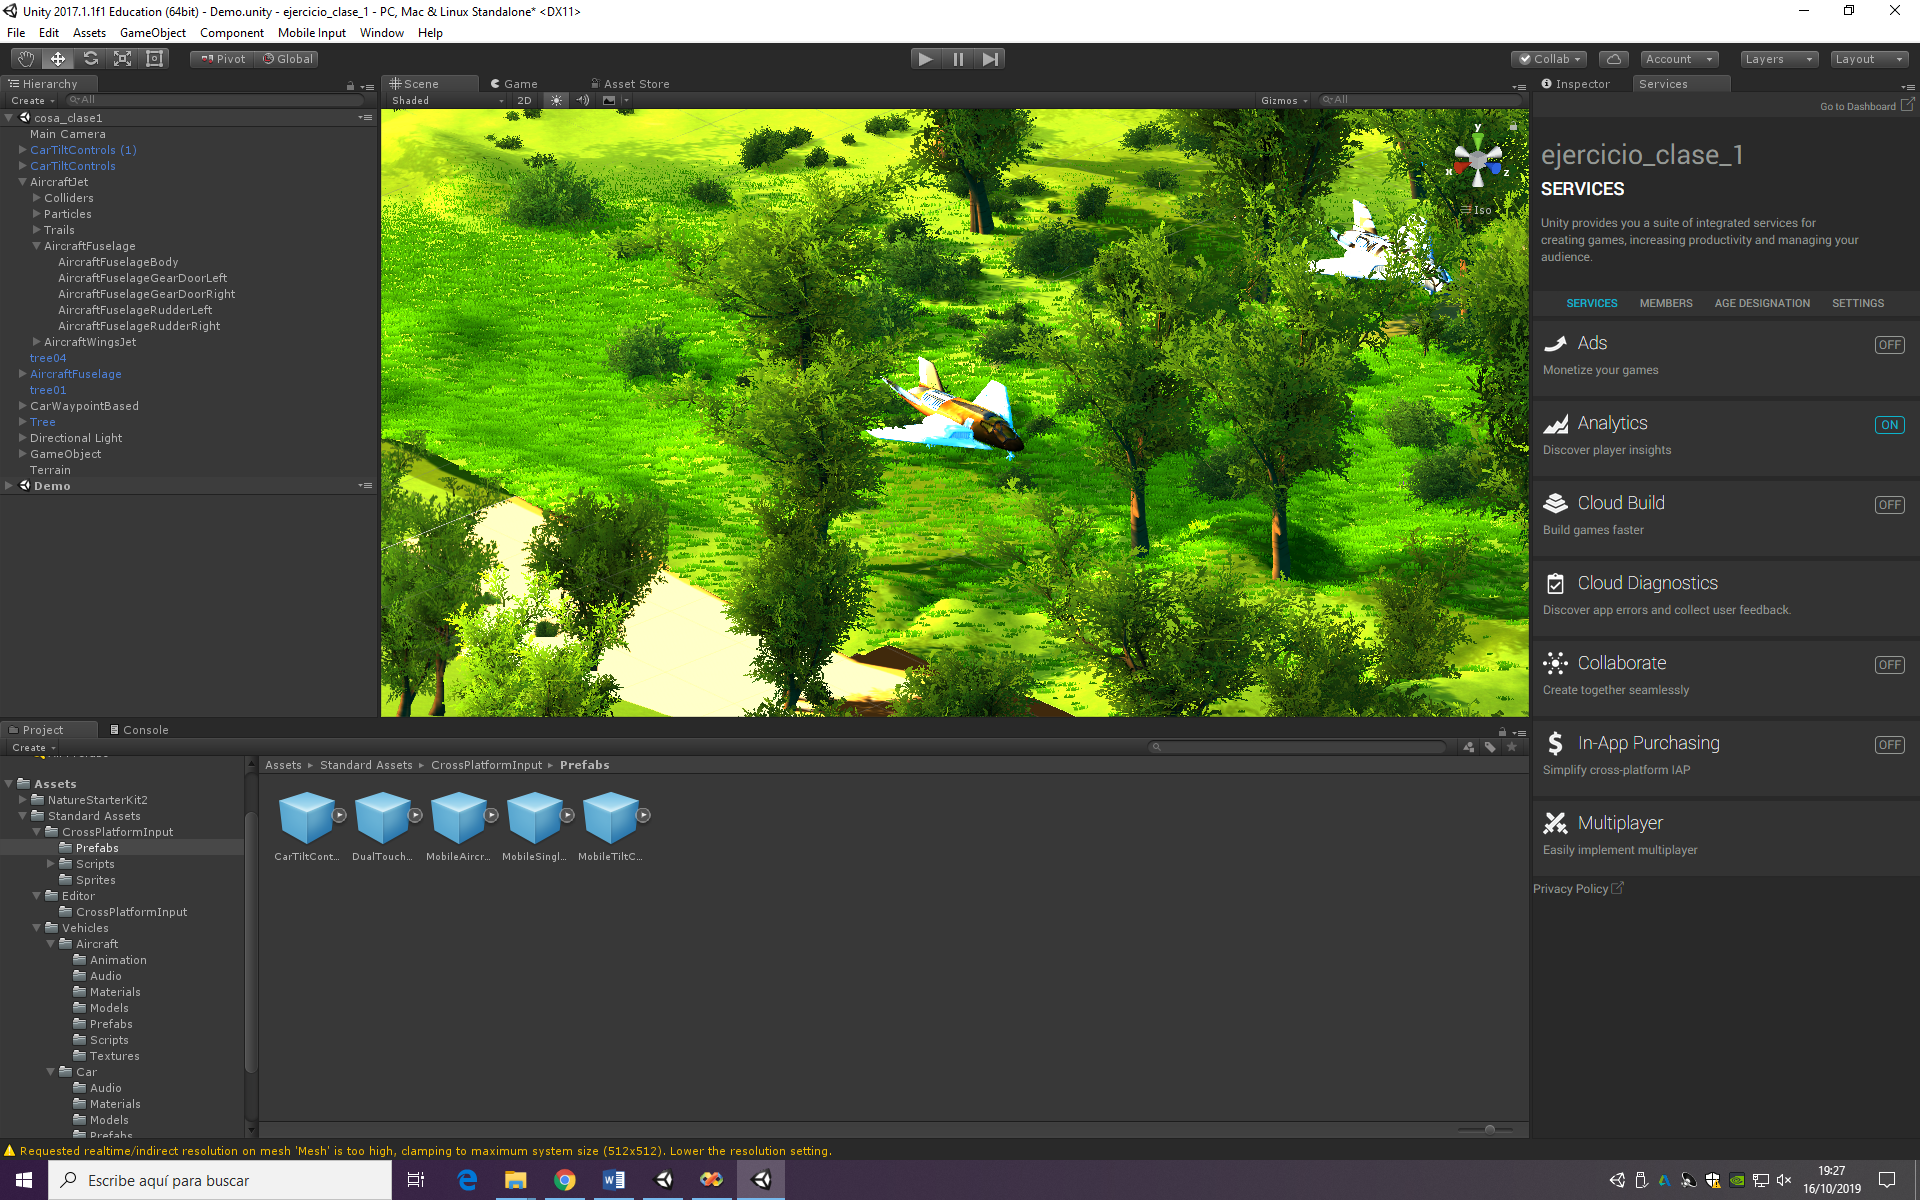 Unity 2017.1.1f1 Education (64bit) - Demo.unity - ejercicio_clase_1 - PC, Mac & Linux Standalone* <DX11>
File Edit Assets GameObject Component Mobile Input Window Help
Pivot Global Collab Account Layers Layout
Hierarchy
Create All
cosa_clase1
Main Camera
CarTiltControls (1)
CarTiltControls
AircraftJet
Colliders
Particles
Trails
AircraftFuselage
AircraftFuselageBody
AircraftFuselageGearDoorLeft
AircraftFuselageGearDoorRight
AircraftFuselageRudderLeft
AircraftFuselageRudderRight
AircraftWingsJet
tree04
AircraftFuselage
tree01
CarWaypointBased
Tree
Directional Light
GameObject
Terrain
Demo
Scene Game Asset Store
Shaded 2D Gizmos All
y
x z
Iso
Inspector Services
Go to Dashboard
ejercicio_clase_1
SERVICES
Unity provides you a suite of integrated services for
creating games, increasing productivity and managing your
audience.
SERVICES MEMBERS AGE DESIGNATION SETTINGS
Ads OFF
Monetize your games
Analytics ON
Discover player insights
Cloud Build OFF
Build games faster
Cloud Diagnostics
Discover app errors and collect user feedback.
Collaborate OFF
Create together seamlessly
In-App Purchasing OFF
Simplify cross-platform IAP
Multiplayer
Easily implement multiplayer
Privacy Policy
Project Console
Create
Assets
NatureStarterKit2
Standard Assets
CrossPlatformInput
Prefabs
Scripts
Sprites
Editor
CrossPlatformInput
Vehicles
Aircraft
Animation
Audio
Materials
Models
Prefabs
Scripts
Textures
Car
Audio
Materials
Models
Prefabs
Assets Standard Assets CrossPlatformInput Prefabs
CarTiltCont... DualTouch... MobileAircr... MobileSingl... MobileTiltC...
Requested realtime/indirect resolution on mesh 'Mesh' is too high, clamping to maximum system size (512x512). Lower the resolution setting.
Escribe aquí para buscar
19:27
16/10/2019